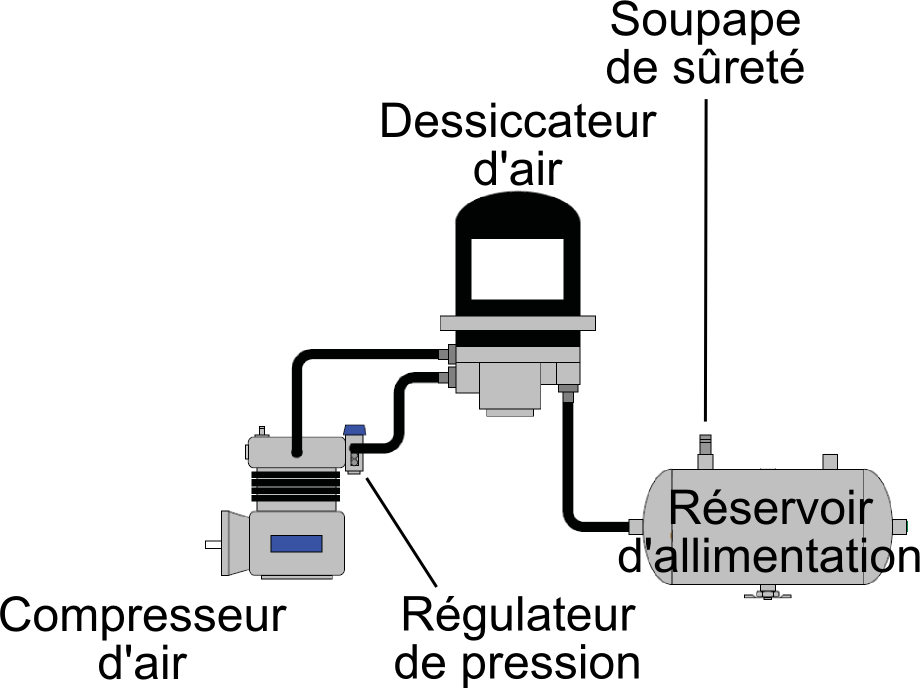 Soupape
de sûreté
Dessiccateur
d'air
Réservoir
d'allimentation
Compresseur
d'air
Régulateur
de pression